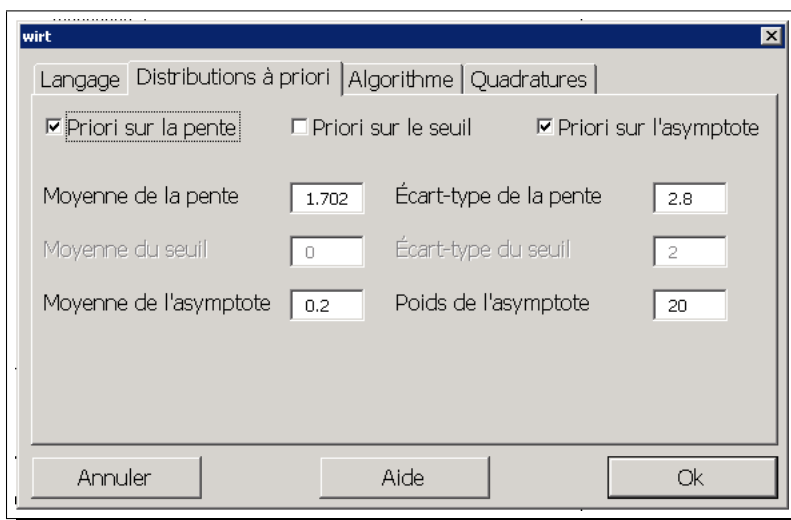 wirt
Langage Distributions à priori Algorithme Quadratures
Priori sur la pente Priori sur le seuil Priori sur l'asymptote
Moyenne de la pente 1.702 Écart-type de la pente 2.8
Moyenne du seuil 0 Écart-type du seuil 2
Moyenne de l'asymptote 0.2 Poids de l'asymptote 20
Annuler Aide Ok